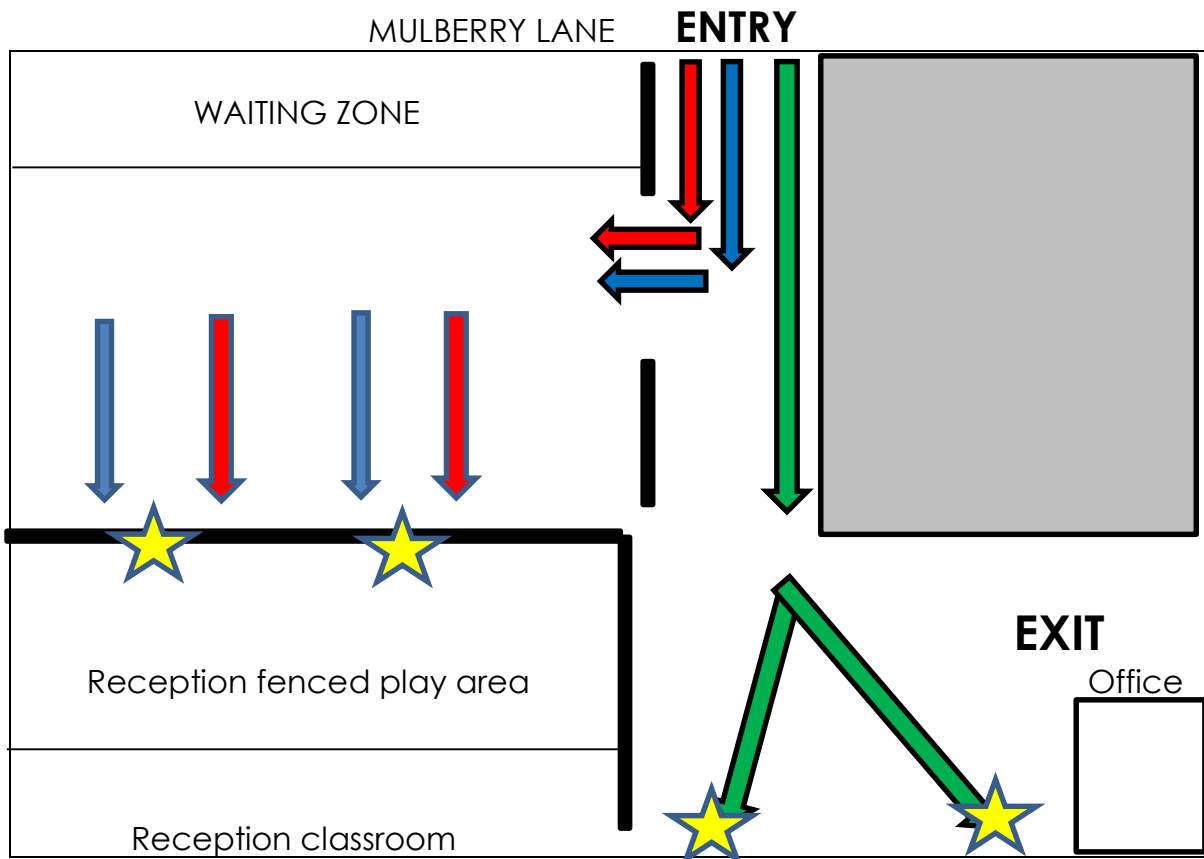 MULBERRY LANE
ENTRY
WAITING ZONE
EXIT
Office
Reception fenced play area
Reception classroom